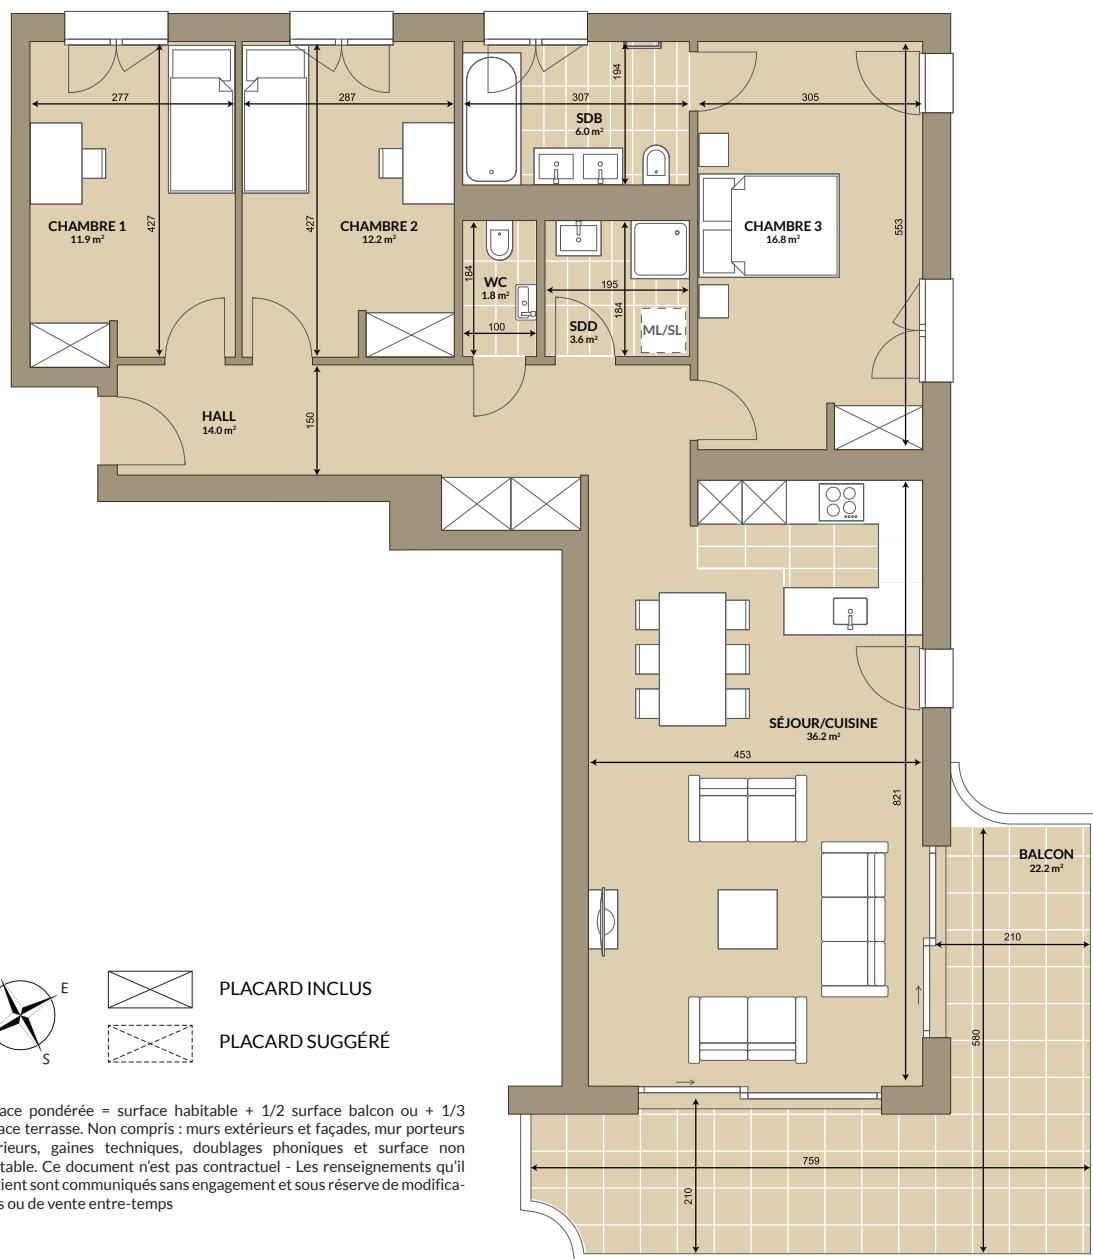 277
287
307
194
305
SDB
6.0 m²
CHAMBRE 1
11.9 m²
427
427
CHAMBRE 2
12.2 m²
CHAMBRE 3
16.8 m²
553
184
WC
1.8 m²
100
195
184
SDD
3.6 m²
ML/SL
HALL
14.0 m²
150
SÉJOUR/CUISINE
36.2 m²
453
821
BALCON
22.2 m²
210
580
759
210
E
S
PLACARD INCLUS
PLACARD SUGGÉRÉ
pondérée = surface habitable + 1/2 surface balcon ou + 1/3
terrasse. Non compris : murs extérieurs et façades, mur porteurs
gaines techniques, doublages phoniques et surface non
Ce document n'est pas contractuel - Les renseignements qu'il
sont communiqués sans engagement et sous réserve de modifica-
ou de vente entre-temps